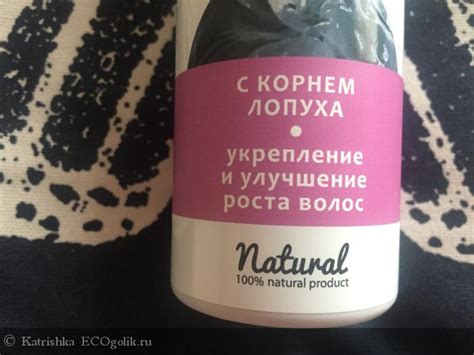 С КОРНЕМ
ЛОПУХА
укрепление
и улучшение
роста волос
Natural
100% natural product
© Katrishka ECOgolik.ru